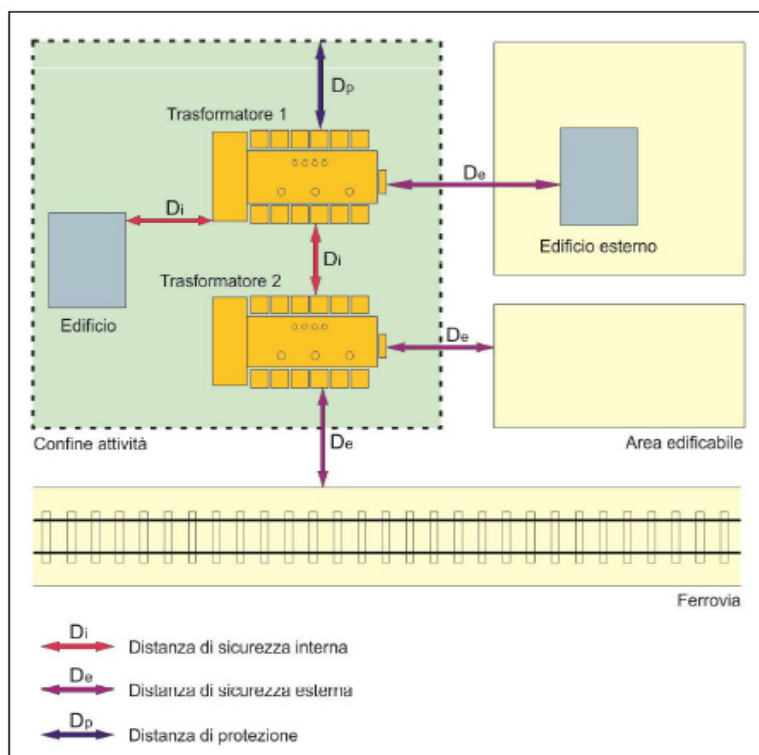 Dp
Trasformatore 1
De
Di
Edificio esterno
Di
Trasformatore 2
Edificio
De
Confine attività
De
Area edificabile
Ferrovia
Di
Distanza di sicurezza interna
De
Distanza di sicurezza esterna
Dp
Distanza di protezione